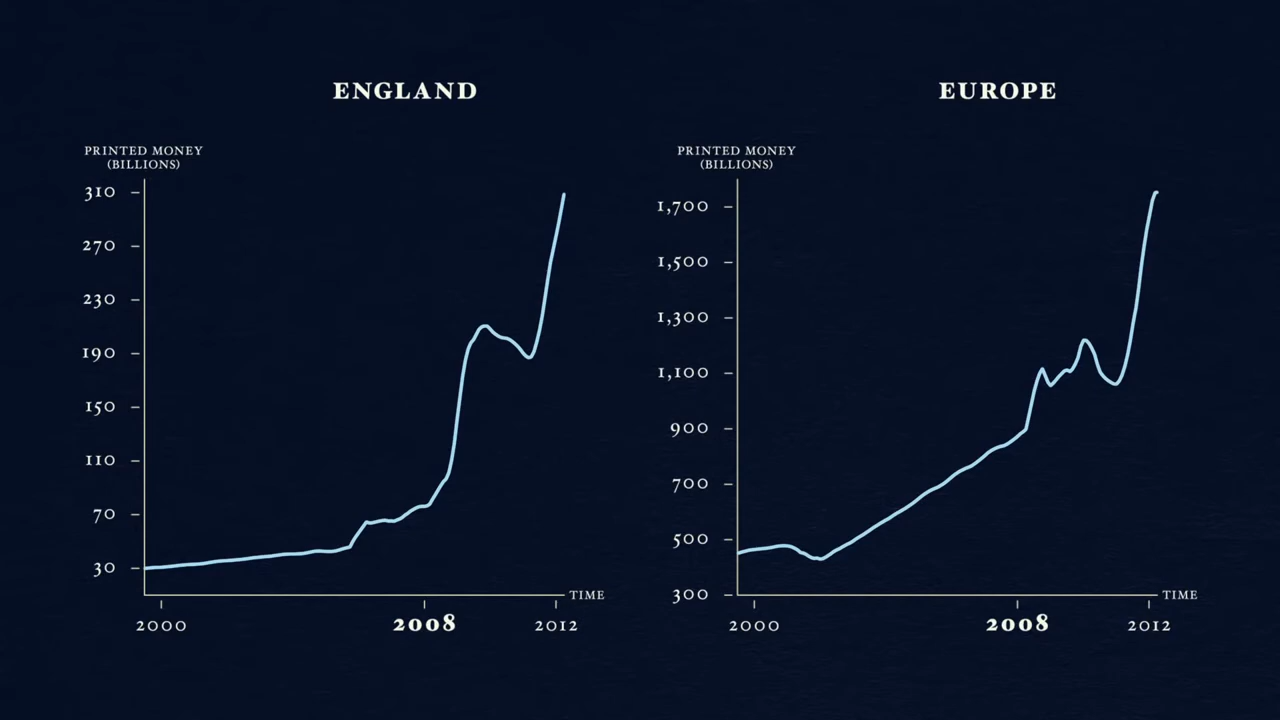 ENGLAND
PRINTED MONEY
(BILLIONS)
310
270
230
190
150
110
70
30
TIME
2000
2008
2012
EUROPE
PRINTED MONEY
(BILLIONS)
1,700
1,500
1,300
1,100
900
700
500
300
TIME
2000
2008
2012